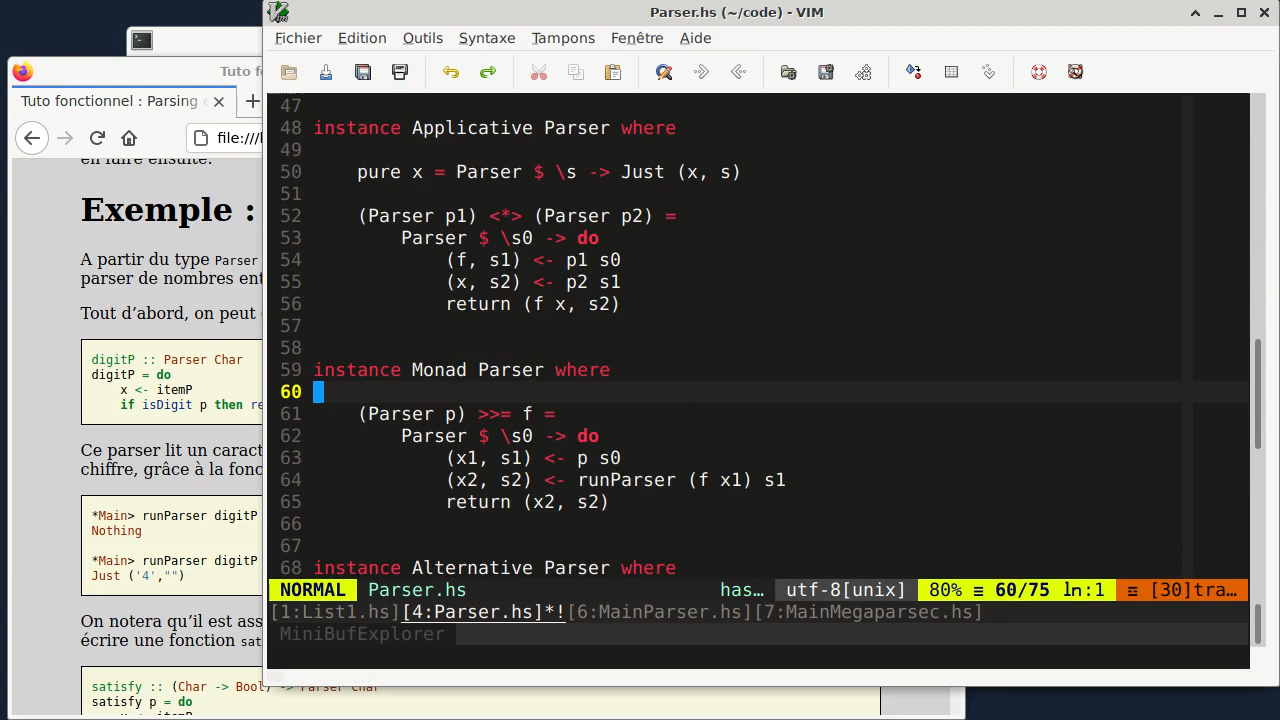 Parser.hs (~/code) - VIM
Fichier Edition Outils Syntaxe Tampons Fenêtre Aide
Tuto
Tuto fonctionnel : Parsing
file:///
en faire ensuite.
Exemple :
A partir du type Parser
parser de nombres
Tout d’abord, on peut
digitP :: Parser Char
digitP = do
x <- itemP
if isDigit p then
Ce parser lit un
chiffre, grâce à la
*Main> runParser digitP
Nothing
*Main> runParser digitP
Just ('4',"")
On notera qu’il est
écrire une fonction
satisfy :: (Char -> Bool) -> Parser Char
satisfy p = do
47
48 instance Applicative Parser where
49
50 pure x = Parser $ \s -> Just (x, s)
51
52 (Parser p1) <*> (Parser p2) =
53 Parser $ \s0 -> do
54 (f, s1) <- p1 s0
55 (x, s2) <- p2 s1
56 return (f x, s2)
57
58
59 instance Monad Parser where
60
61 (Parser p) >>= f =
62 Parser $ \s0 -> do
63 (x1, s1) <- p s0
64 (x2, s2) <- runParser (f x1) s1
65 return (x2, s2)
66
67
68 instance Alternative Parser where
NORMAL Parser.hs has… utf-8[unix] 80% ≡ 60/75 ln:1 ☲ [30]tra…
[1:List1.hs][4:Parser.hs]*![6:MainParser.hs][7:MainMegaparsec.hs]
MiniBufExplorer